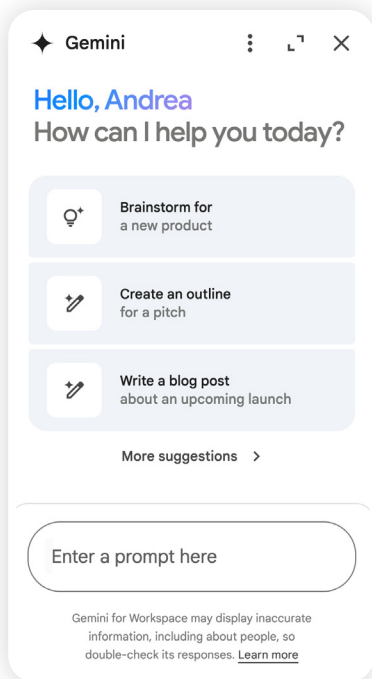 Gemini
Hello, Andrea
How can I help you today?
Brainstorm for
a new product
Create an outline
for a pitch
Write a blog post
about an upcoming launch
More suggestions
Enter a prompt here
Gemini for Workspace may display inaccurate
information, including about people, so
double-check its responses. Learn more